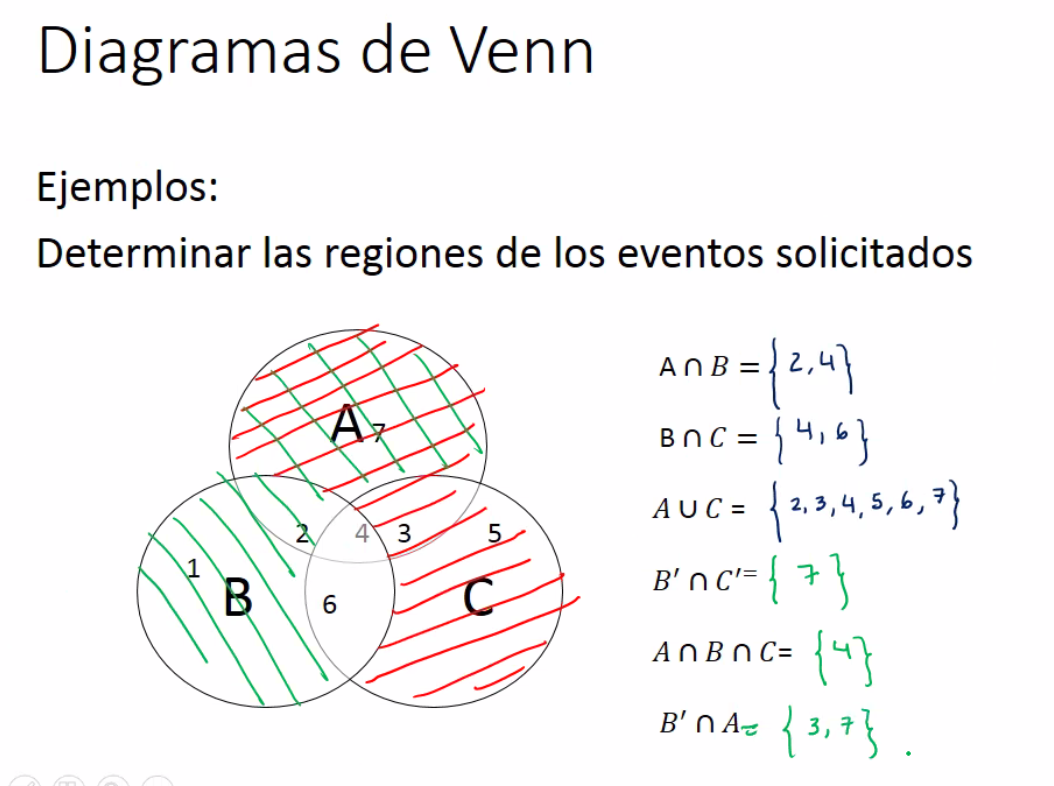 Diagramas de Venn
Ejemplos:
Determinar las regiones de los eventos solicitados
A ∩ B = {2,4}
B ∩ C = {4,6}
A ∪ C = {2,3,4,5,6,7}
B′ ∩ C′= {7}
A ∩ B ∩ C= {4}
B′ ∩ A= {3,7}.
A 7
2 4 3 5
1
B 6 C